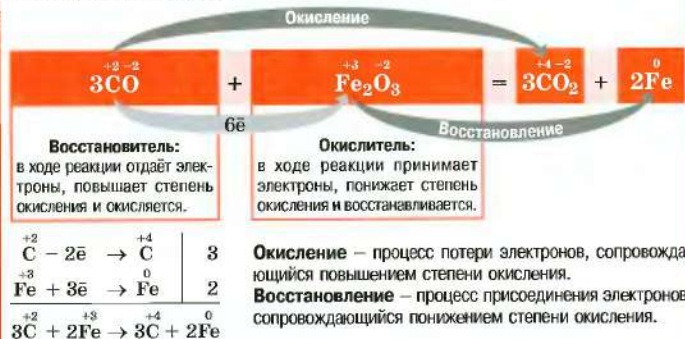 Окисление
+2 −2 +3 −2 +4 −2 0
3CO + Fe₂O₃ = 3CO₂ + 2Fe
6ē
Восстановление
Восстановитель:
в ходе реакции отдаёт элек-
троны, повышает степень
окисления и окисляется.
Окислитель:
в ходе реакции принимает
электроны, понижает степень
окисления и восстанавливается.
+2 +4
C − 2ē → C 3
+3 0
Fe + 3ē → Fe 2
+2 +3 +4 0
3C + 2Fe → 3C + 2Fe
Окисление − процесс потери электронов, сопровожда-
ющийся повышением степени окисления.
Восстановление − процесс присоединения электронов
сопровождающийся понижением степени окисления.